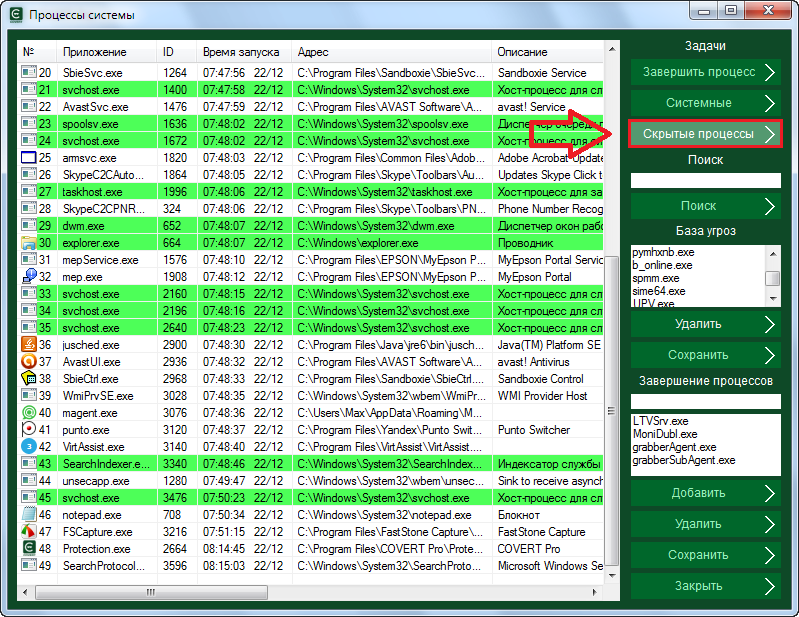 Процессы системы
№ Приложение ID Время запуска Адрес Описание
20 SbieSvc.exe 1264 07:47:56 22/12 C:\Program Files\Sandboxie\SbieSvc... Sandboxie Service
21 svchost.exe 1400 07:47:58 22/12 C:\Windows\System32\svchost.exe Хост-процесс для сл
22 AvastSvc.exe 1476 07:47:59 22/12 C:\Program Files\AVAST Software\A... avast! Service
23 spoolsv.exe 1636 07:48:02 22/12 C:\Windows\System32\spoolsv.exe Диспетчер очереди
24 svchost.exe 1672 07:48:02 22/12 C:\Windows\System32\svchost.exe Хост-
25 armsvc.exe 1820 07:48:03 22/12 C:\Program Files\Common Files\Adob... Adobe Acrobat Update
26 SkypeC2CAuto... 1864 07:48:05 22/12 C:\Program Files\Skype\Toolbars\Au... Updates Skype Click t
27 taskhost.exe 1996 07:48:06 22/12 C:\Windows\System32\taskhost.exe Хост-процесс для за
28 SkypeC2CPNR... 324 07:48:06 22/12 C:\Program Files\Skype\Toolbars\PN... Phone Number Recog
29 dwm.exe 652 07:48:07 22/12 C:\Windows\System32\dwm.exe Диспетчер окон рабо
30 explorer.exe 664 07:48:07 22/12 C:\Windows\explorer.exe Проводник
31 mepService.exe 1576 07:48:10 22/12 C:\Program Files\EPSON\MyEpson P... MyEpson Portal Servic
32 mep.exe 1908 07:48:12 22/12 C:\Program Files\EPSON\MyEpson P... MyEpson Portal
33 svchost.exe 2160 07:48:15 22/12 C:\Windows\System32\svchost.exe Хост-процесс для сл
34 svchost.exe 2196 07:48:16 22/12 C:\Windows\System32\svchost.exe Хост-процесс для сл
35 svchost.exe 2640 07:48:23 22/12 C:\Windows\System32\svchost.exe Хост-процесс для сл
36 jusched.exe 2900 07:48:30 22/12 C:\Program Files\Java\jre6\bin\jusch... Java(TM) Platform SE
37 AvastUI.exe 2936 07:48:32 22/12 C:\Program Files\AVAST Software\A... avast! Antivirus
38 SbieCtrl.exe 2968 07:48:33 22/12 C:\Program Files\Sandboxie\SbieCtrl.... Sandboxie Control
39 WmiPrvSE.exe 3028 07:48:35 22/12 C:\Windows\System32\wbem\WmiPr... WMI Provider Host
40 magent.exe 3076 07:48:36 22/12 C:\Users\Max\AppData\Roaming\M...
41 punto.exe 3120 07:48:37 22/12 C:\Program Files\Yandex\Punto Swit... Punto Switcher
42 VirtAssist.exe 3140 07:48:40 22/12 C:\Program Files\VirtAssist\VirtAssist....
43 SearchIndexer.e... 3340 07:48:46 22/12 C:\Windows\System32\SearchIndex... Индексатор службы
44 unsecapp.exe 1280 07:49:47 22/12 C:\Windows\System32\wbem\unsec... Sink to receive asynch
45 svchost.exe 3476 07:50:23 22/12 C:\Windows\System32\svchost.exe Хост-процесс для сл
46 notepad.exe 708 07:50:34 22/12 C:\Windows\System32\notepad.exe Блокнот
47 FSCapture.exe 3216 07:51:15 22/12 C:\Program Files\FastStone Capture\... FastStone Capture
48 Protection.exe 2664 08:14:45 22/12 C:\Program Files\COVERT Pro\Prote... COVERT Pro
49 SearchProtocol... 3596 08:15:03 22/12 C:\Windows\System32\SearchProto... Microsoft Windows Se
Задачи
Завершить процесс
Системные
Скрытые процессы
Поиск
Поиск
База угроз
pymhxnb.exe
b_online.exe
spmm.exe
sime64.exe
UPV.exe
Удалить
Сохранить
Завершение процессов
LTVSrv.exe
MoniDubl.exe
grabberAgent.exe
grabberSubAgent.exe
Добавить
Удалить
Сохранить
Закрыть